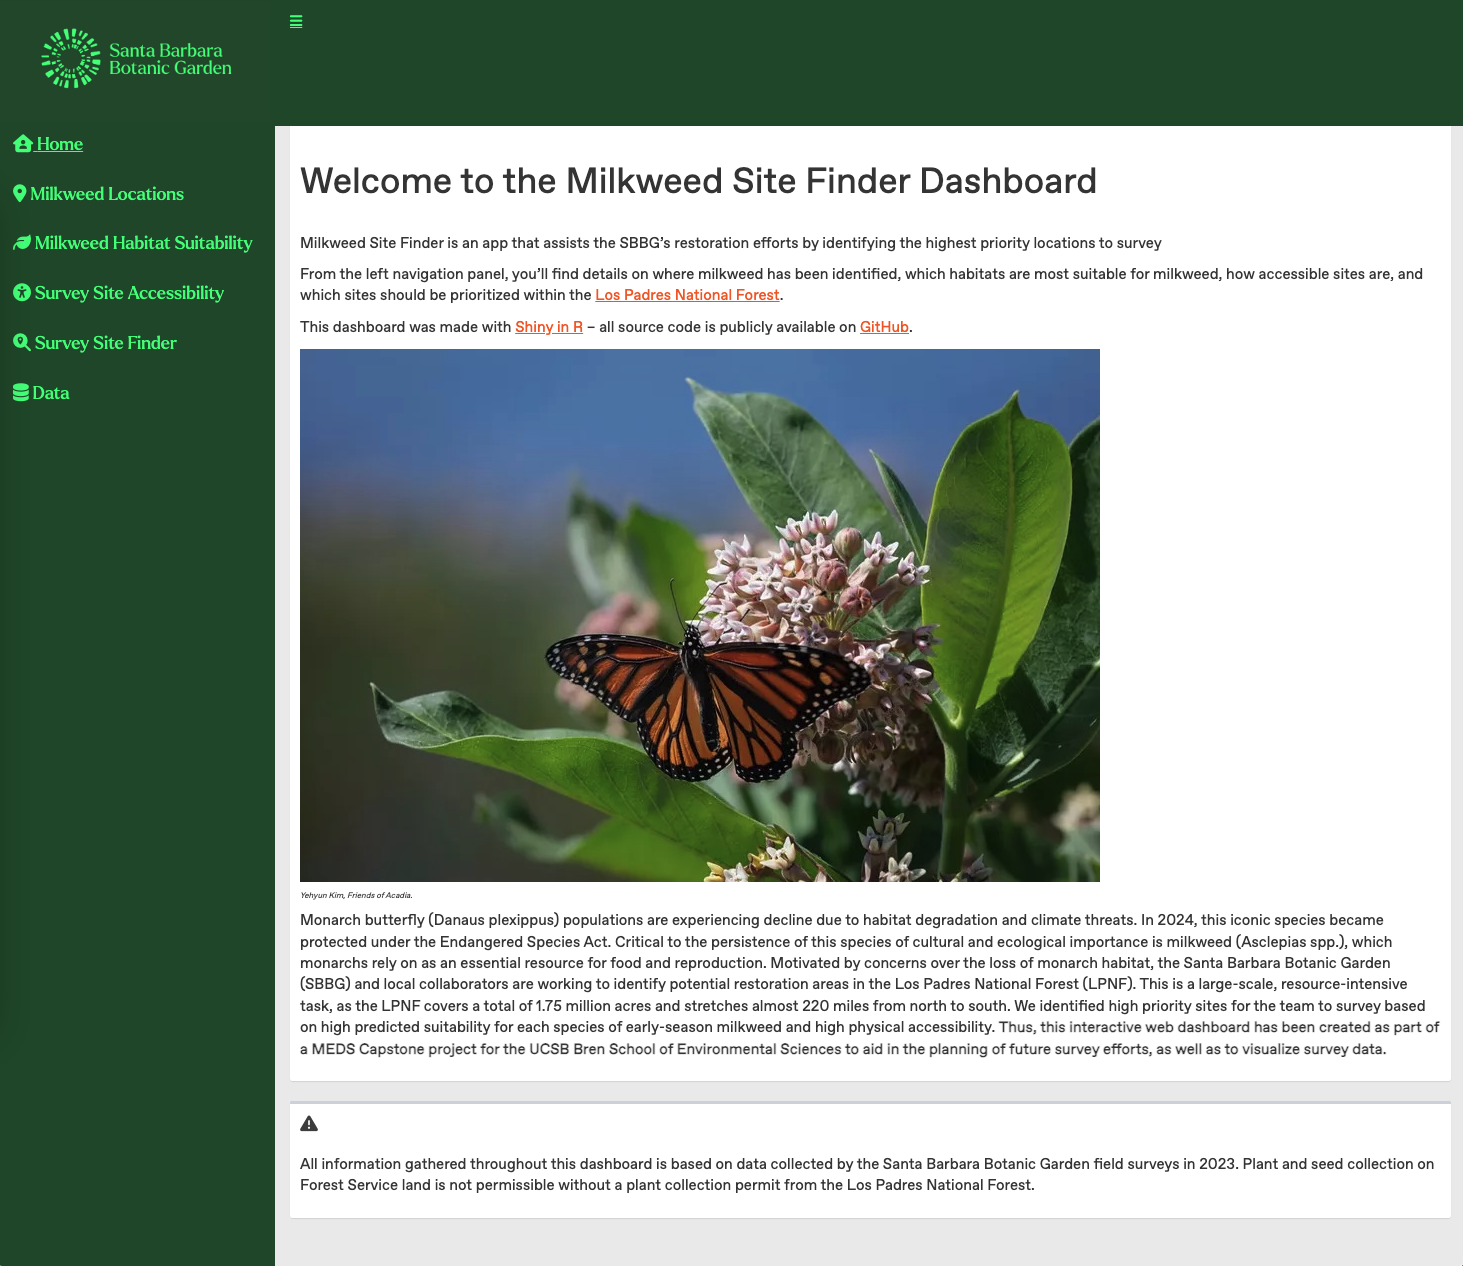 Santa Barbara
Botanic Garden
Home
Milkweed Locations
Milkweed Habitat Suitability
Survey Site Accessibility
Survey Site Finder
Data
Welcome to the Milkweed Site Finder Dashboard
Milkweed Site Finder is an app that assists the SBBG’s restoration efforts by identifying the highest priority locations to survey
From the left navigation panel, you’ll find details on where milkweed has been identified, which habitats are most suitable for milkweed, how accessible sites are, and
which sites should be prioritized within the Los Padres National Forest.
This dashboard was made with Shiny in R – all source code is publicly available on GitHub.
Yehyun Kim, Friends of Acadia.
Monarch butterfly (Danaus plexippus) populations are experiencing decline due to habitat degradation and climate threats. In 2024, this iconic species became
protected under the Endangered Species Act. Critical to the persistence of this species of cultural and ecological importance is milkweed (Asclepias spp.), which
monarchs rely on as an essential resource for food and reproduction. Motivated by concerns over the loss of monarch habitat, the Santa Barbara Botanic Garden
(SBBG) and local collaborators are working to identify potential restoration areas in the Los Padres National Forest (LPNF). This is a large-scale, resource-intensive
task, as the LPNF covers a total of 1.75 million acres and stretches almost 220 miles from north to south. We identified high priority sites for the team to survey based
on high predicted suitability for each species of early-season milkweed and high physical accessibility. Thus, this interactive web dashboard has been created as part of
a MEDS Capstone project for the UCSB Bren School of Environmental Sciences to aid in the planning of future survey efforts, as well as to visualize survey data.
All information gathered throughout this dashboard is based on data collected by the Santa Barbara Botanic Garden field surveys in 2023. Plant and seed collection on
Forest Service land is not permissible without a plant collection permit from the Los Padres National Forest.